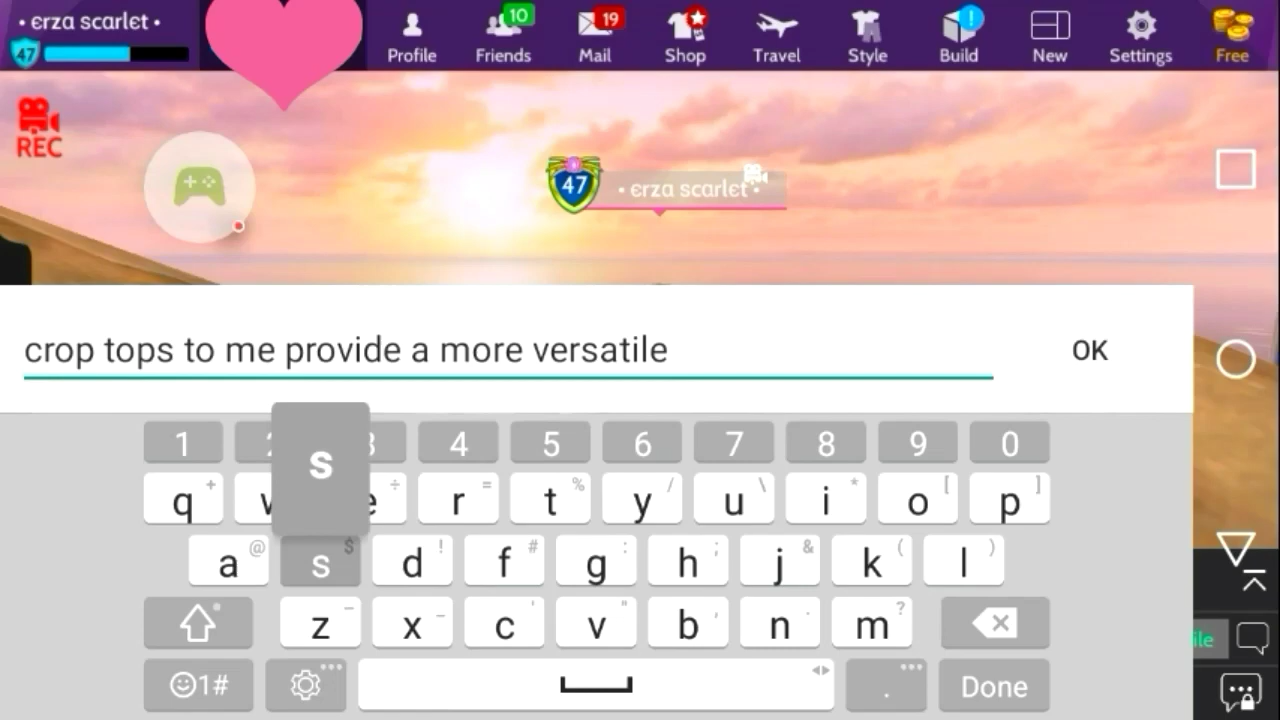 • erza scarlet •
47
10
19
!
Profile
Friends
Mail
Shop
Travel
Style
Build
New
Settings
Free
REC
47
• erza scarlet •
crop tops to me provide a more versatile
OK
s
1 4 5 6 7 8 9 0
q r t y u i o p
a s d f g h j k l
z x c v b n m
1# . Done